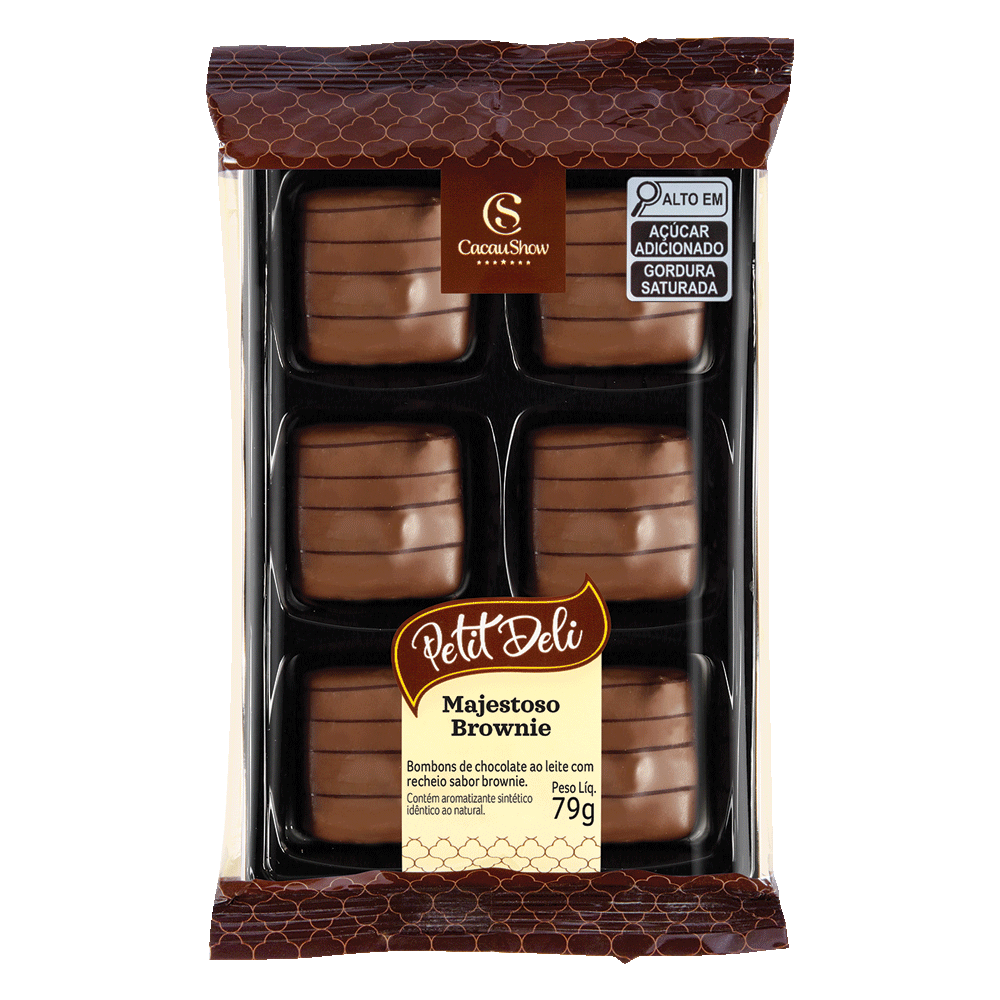 CS
CacauShow
ALTO EM
AÇÚCAR
ADICIONADO
GORDURA
SATURADA
Petit Deli
Majestoso
Brownie
Bombons de chocolate ao leite com
recheio sabor brownie.
Contém aromatizante sintético
idêntico ao natural.
Peso Líq.
79g